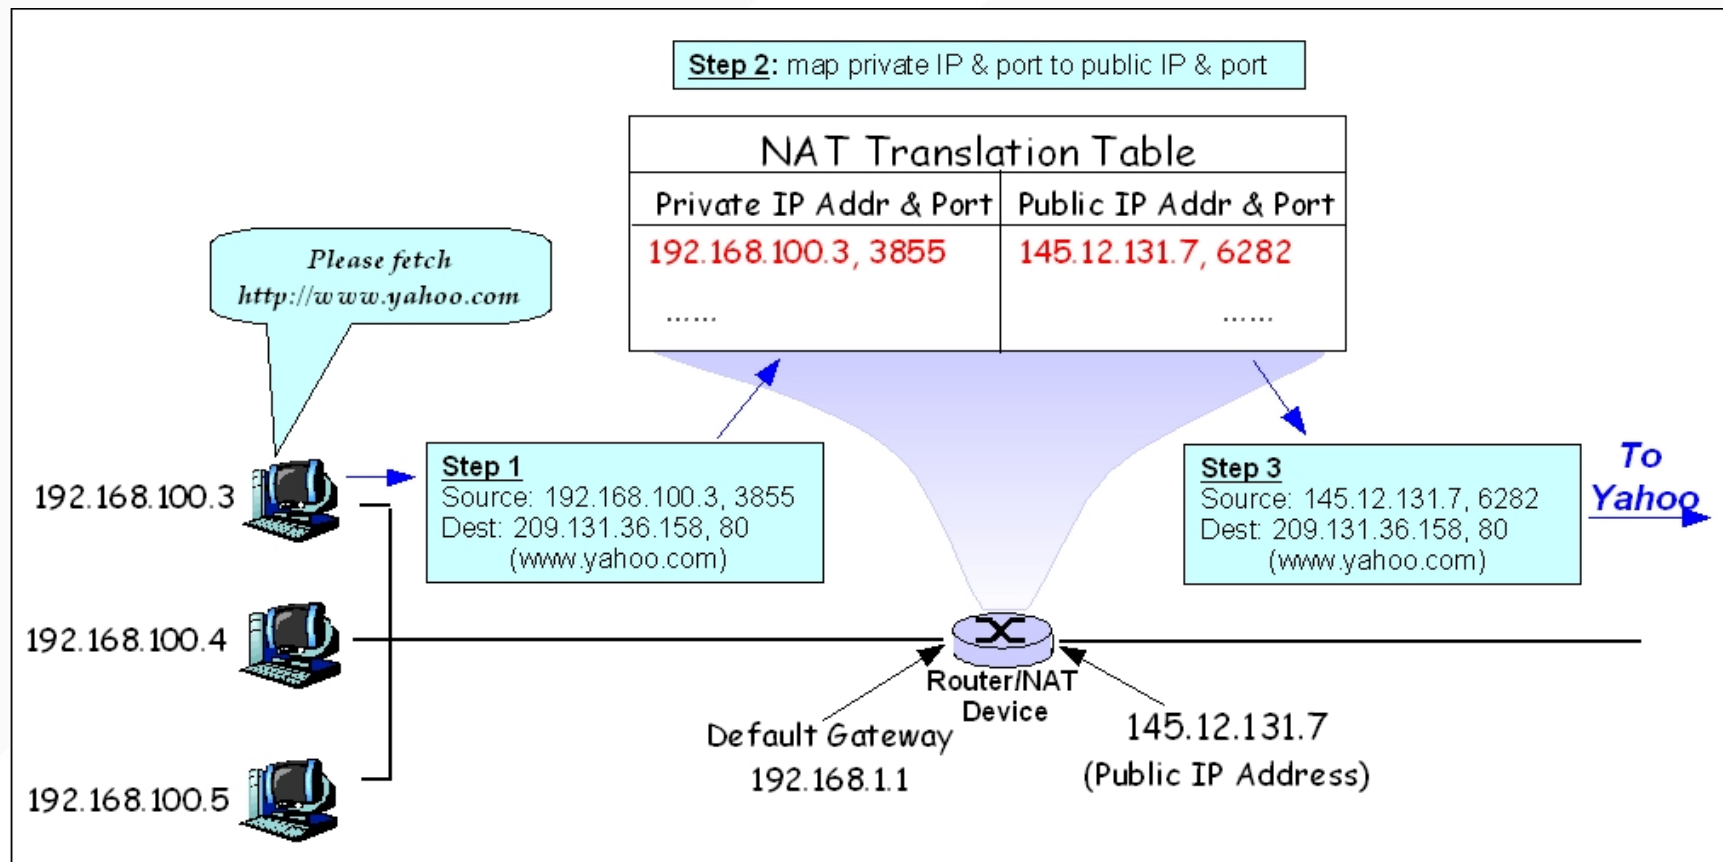 Step 2: map private IP & port to public IP & port
NAT Translation Table
Private IP Addr & Port
Public IP Addr & Port
192.168.100.3, 3855
145.12.131.7, 6282
......
......
Please fetch
http://www.yahoo.com
192.168.100.3
Step 1
Source: 192.168.100.3, 3855
Dest: 209.131.36.158, 80
(www.yahoo.com)
Step 3
Source: 145.12.131.7, 6282
Dest: 209.131.36.158, 80
(www.yahoo.com)
To
Yahoo
192.168.100.4
Router/NAT
Device
Default Gateway
192.168.1.1
145.12.131.7
(Public IP Address)
192.168.100.5